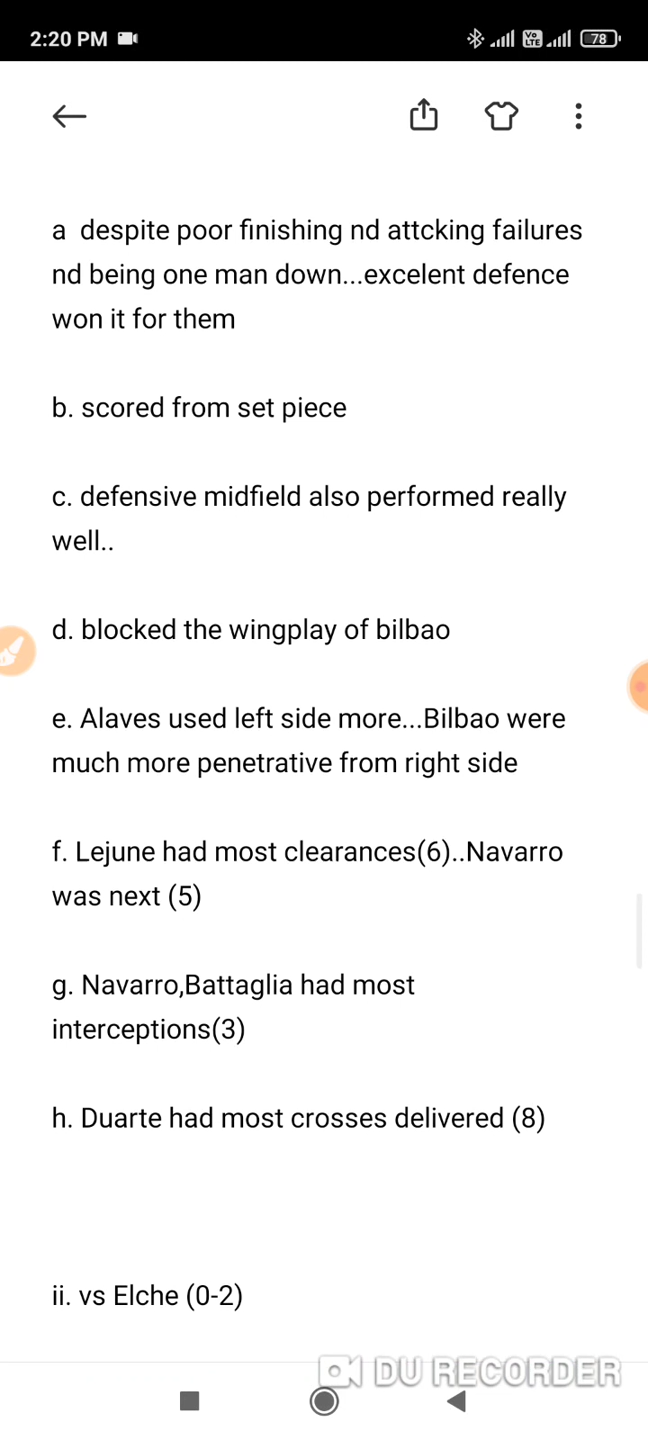 2:20 PM
Vo LTE 78
a  despite poor finishing nd attcking failures
nd being one man down...excelent defence
won it for them
b. scored from set piece
c. defensive midfield also performed really
well..
d. blocked the wingplay of bilbao
e. Alaves used left side more...Bilbao were
much more penetrative from right side
f. Lejune had most clearances(6)..Navarro
was next (5)
g. Navarro,Battaglia had most
interceptions(3)
h. Duarte had most crosses delivered (8)
ii. vs Elche (0-2)
DU RECORDER